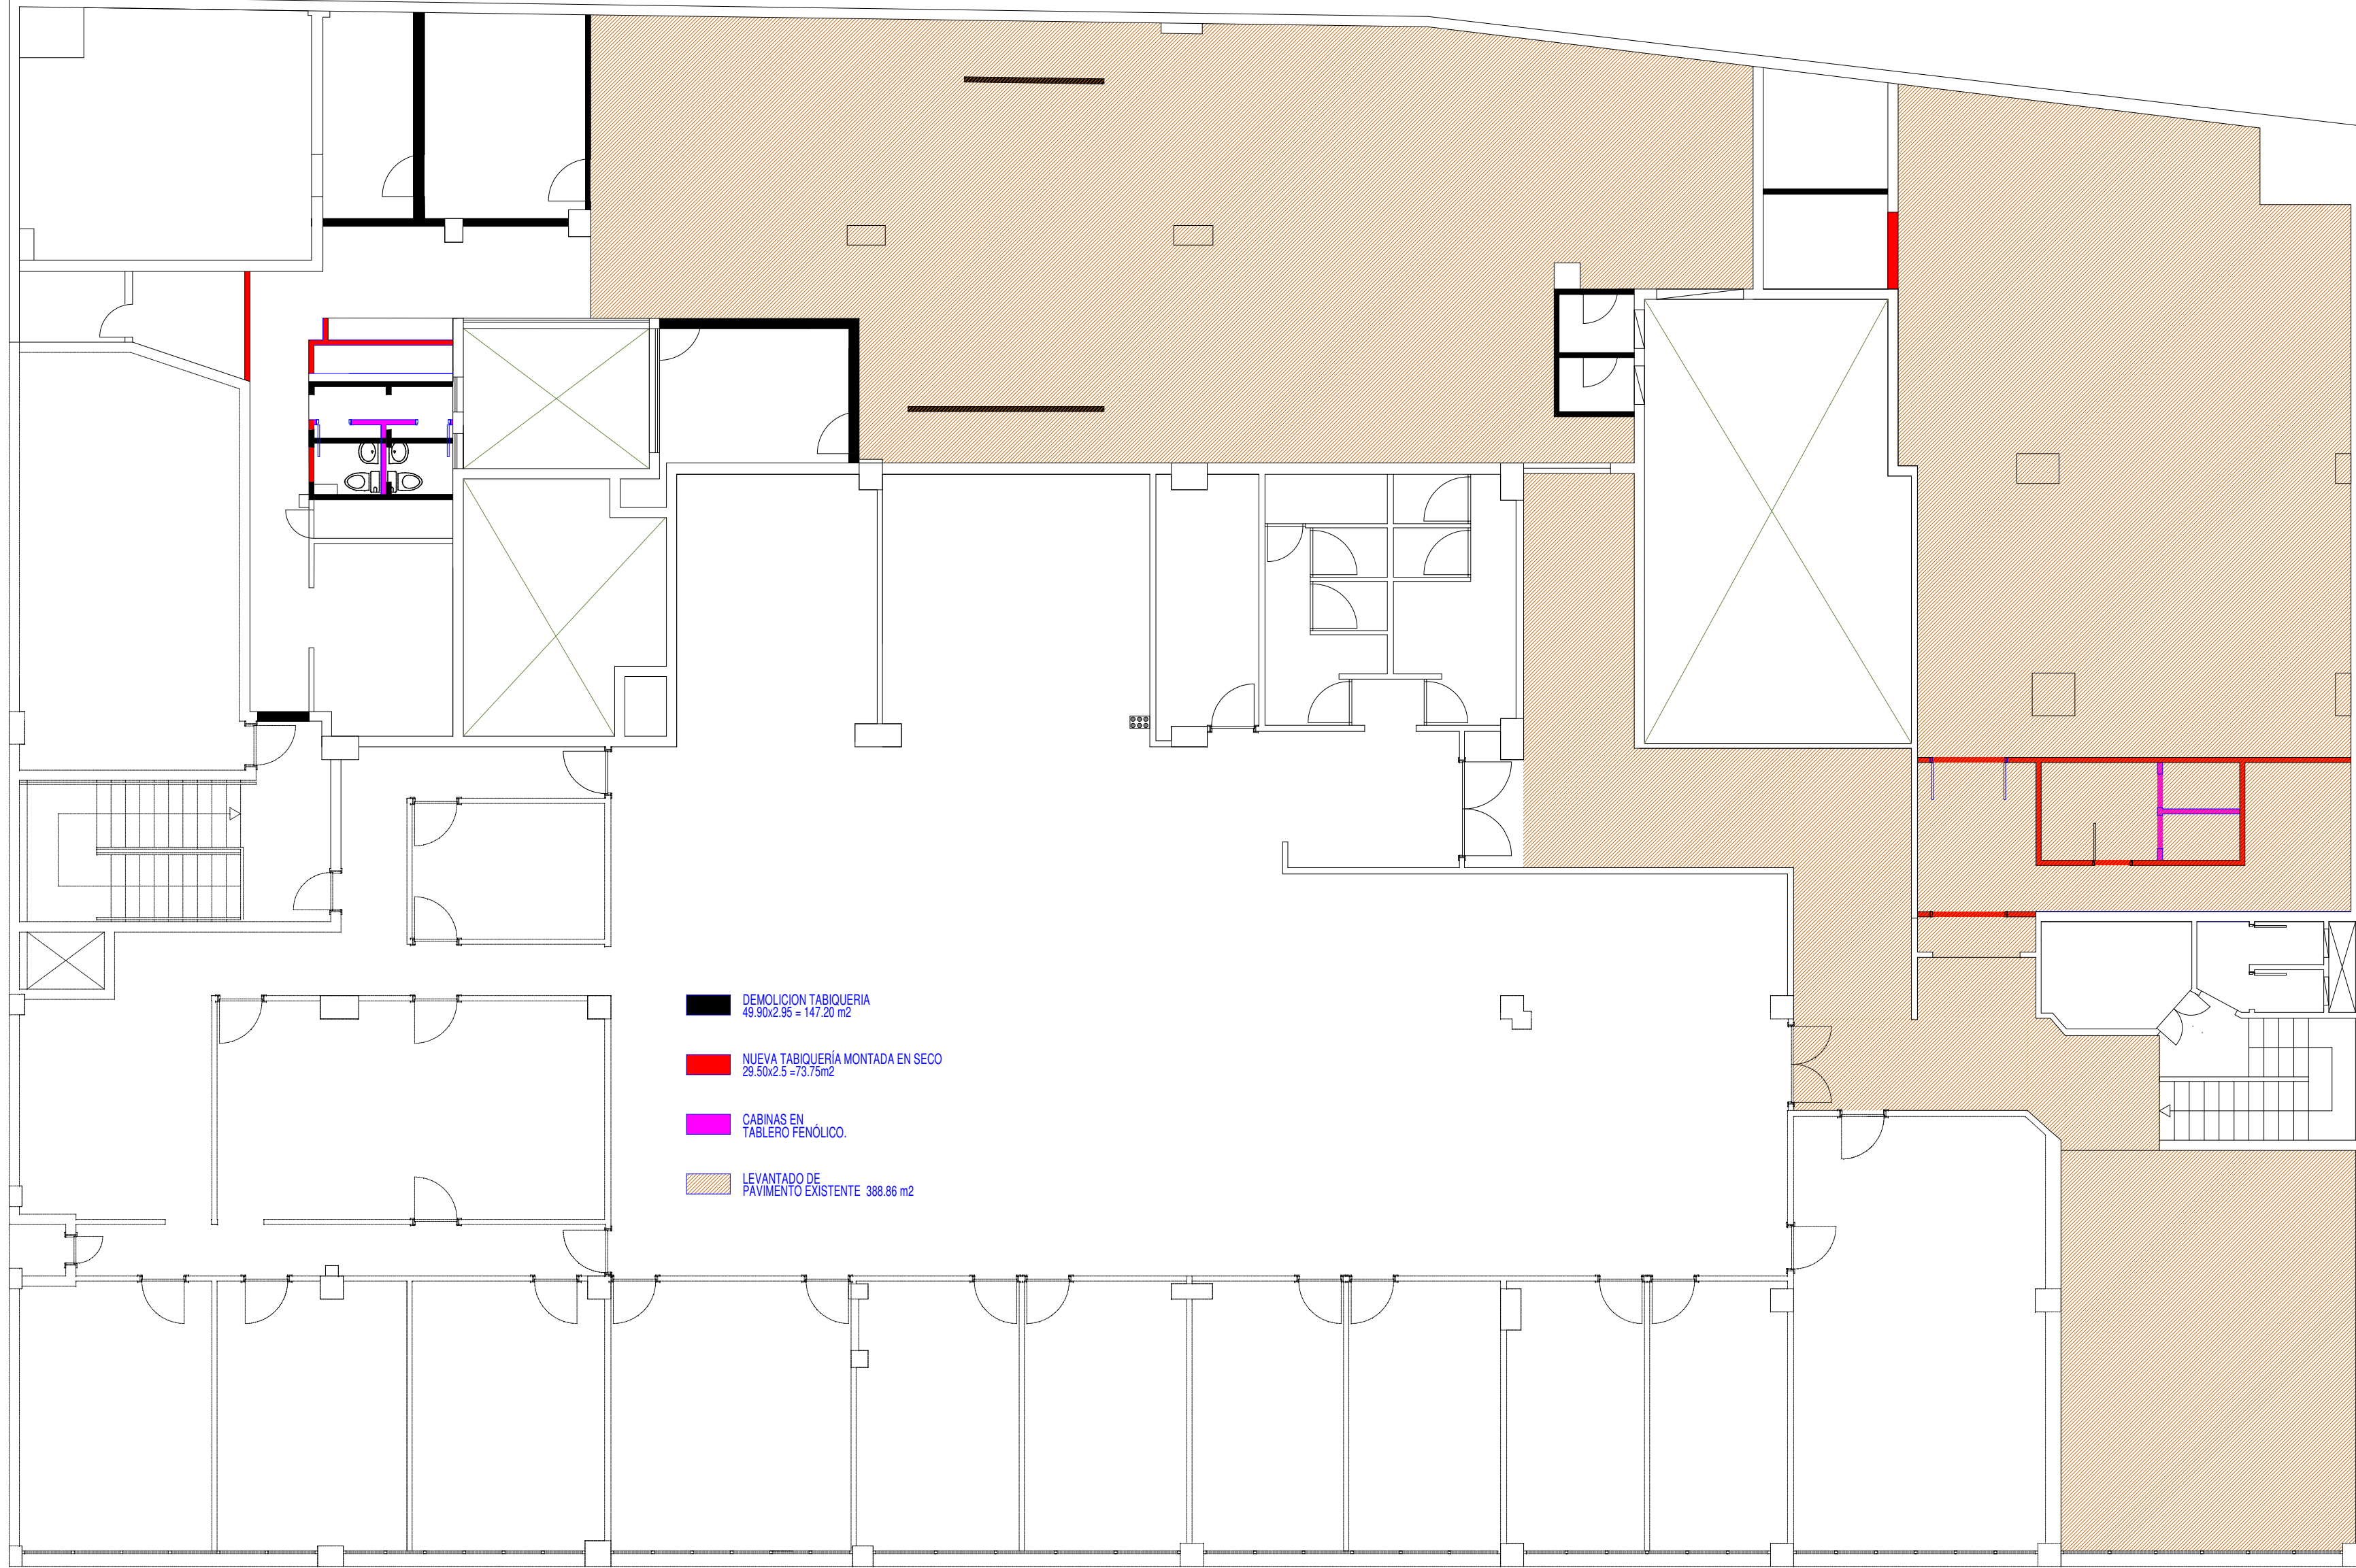 DEMOLICION TABIQUERIA
49.90x2.95 = 147.20 m2
NUEVA TABIQUERÍA MONTADA EN SECO
29.50x2.5 =73.75m2
CABINAS EN
TABLERO FENÓLICO.
LEVANTADO DE
PAVIMENTO EXISTENTE 388.86 m2